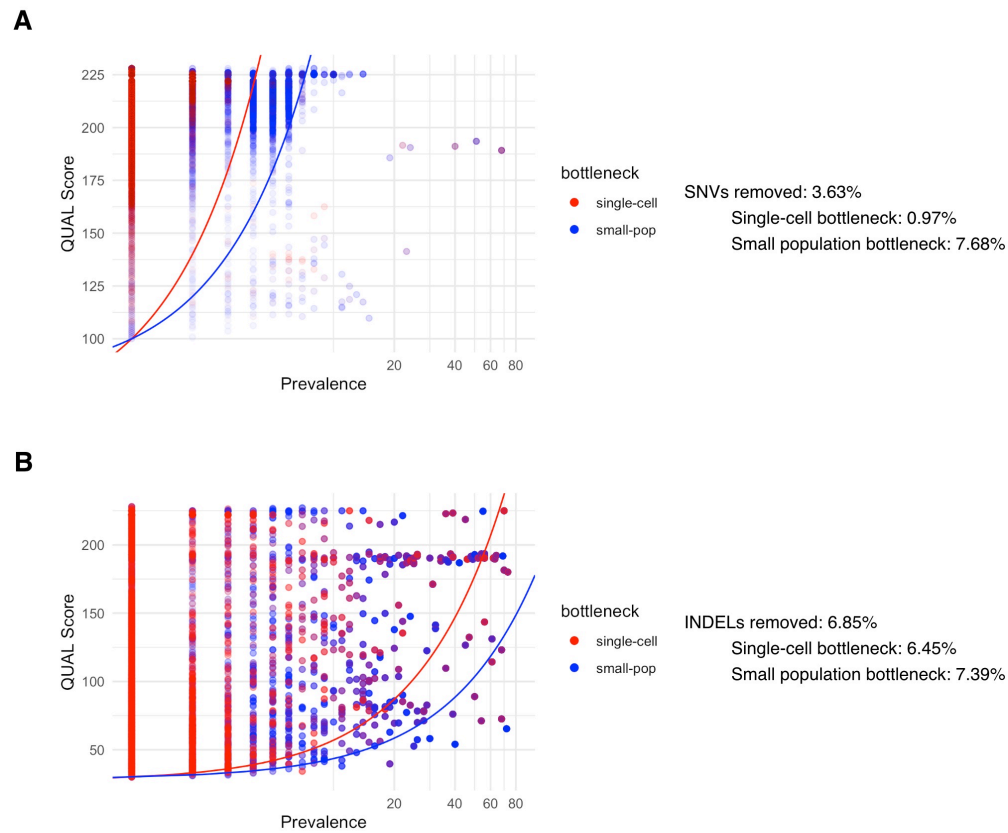 A
QUAL Score
225
200
175
150
125
100
20 40 60 80
Prevalence
bottleneck
single-cell
small-pop
SNVs removed: 3.63%
Single-cell bottleneck: 0.97%
Small population bottleneck: 7.68%
B
QUAL Score
200
150
100
50
20 40 60 80
Prevalence
bottleneck
single-cell
small-pop
INDELs removed: 6.85%
Single-cell bottleneck: 6.45%
Small population bottleneck: 7.39%